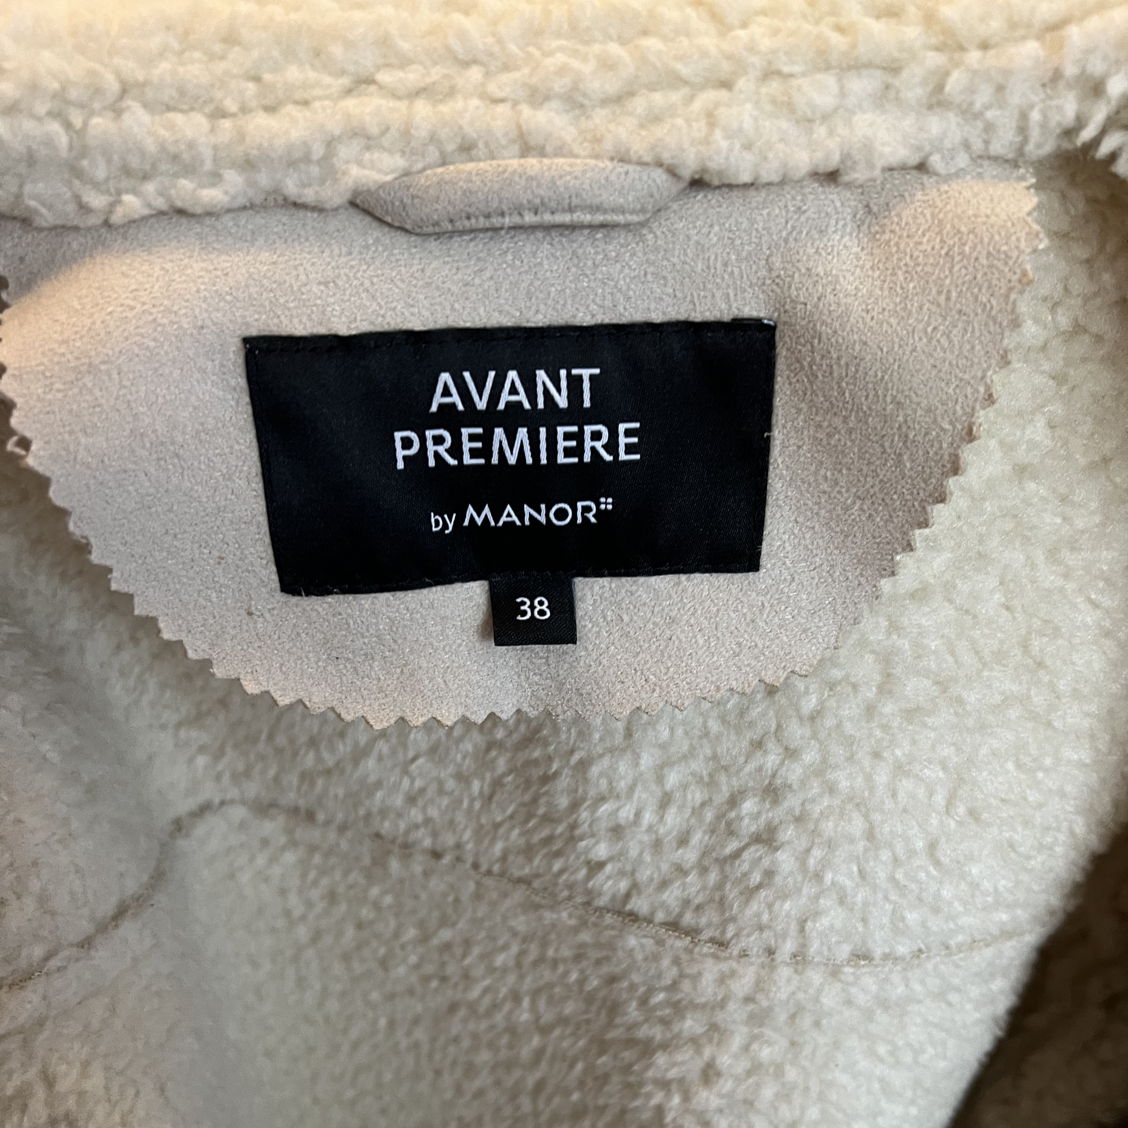 AVANT
PREMIERE
by MANOR
38